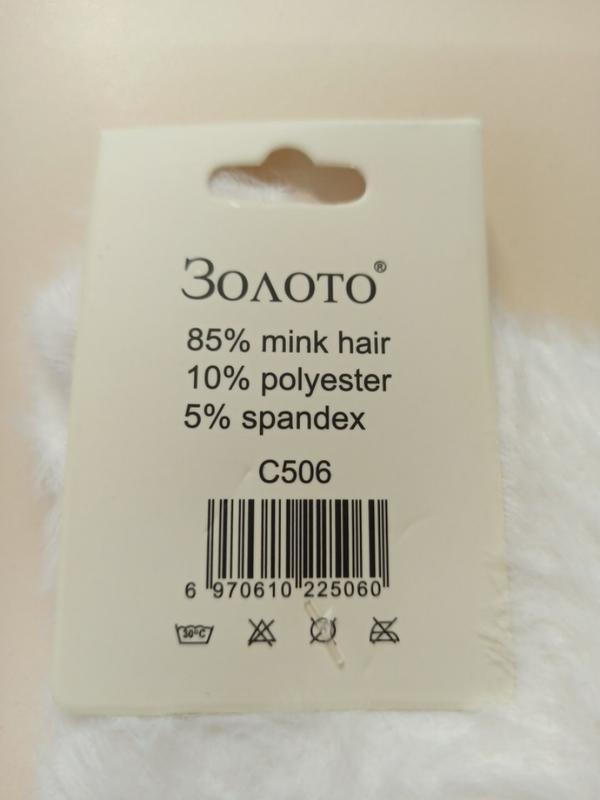 Золото®
85% mink hair
10% polyester
5% spandex
C506
6 970610 225060
30°C